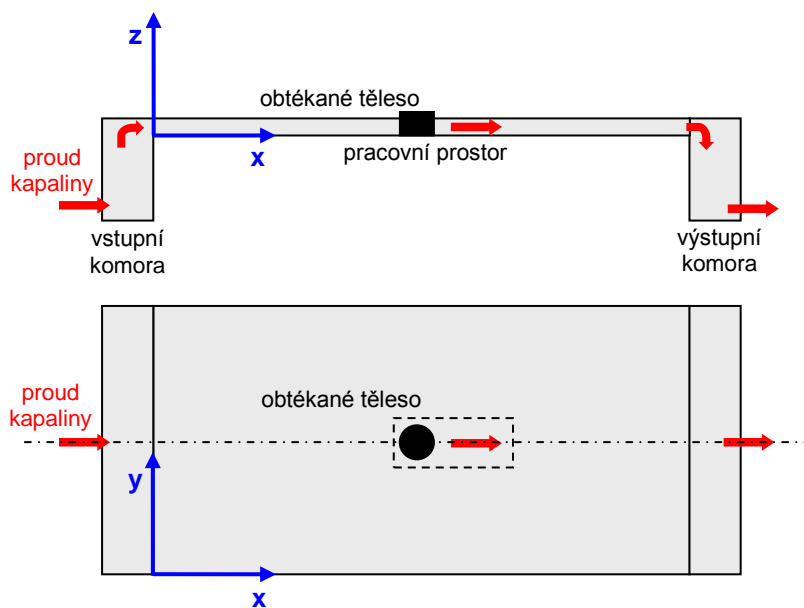 z
obtékané těleso
x
pracovní prostor
proud
kapaliny
vstupní
komora
výstupní
komora
proud
kapaliny
obtékané těleso
y
x